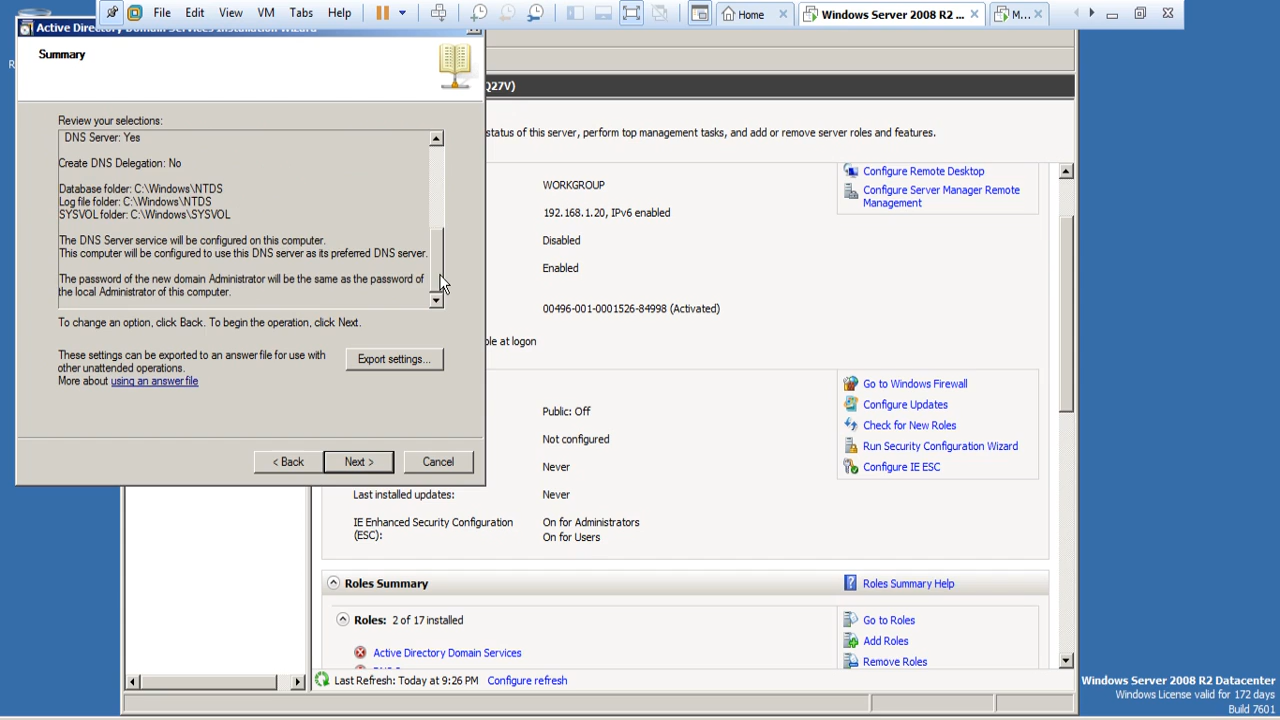 File Edit View VM Tabs Help
Home
Windows Server 2008 R2 ...
M...
Active Directory Domain Services Installation Wizard
Summary
Review your selections:
DNS Server: Yes
Create DNS Delegation: No
Database folder: C:\Windows\NTDS
Log file folder: C:\Windows\NTDS
SYSVOL folder: C:\Windows\SYSVOL
The DNS Server service will be configured on this computer.
This computer will be configured to use this DNS server as its preferred DNS server.
The password of the new domain Administrator will be the same as the password of
the local Administrator of this computer.
To change an option, click Back. To begin the operation, click Next.
These settings can be exported to an answer file for use with
other unattended operations.
More about using an answer file
Export settings...
< Back
Next >
Cancel
Q27V)
status of this server, perform top management tasks, and add or remove server roles and features.
WORKGROUP
192.168.1.20, IPv6 enabled
Disabled
Enabled
00496-001-0001526-84998 (Activated)
at logon
Configure Remote Desktop
Configure Server Manager Remote
Management
Public: Off
Not configured
Never
Last installed updates: Never
IE Enhanced Security Configuration
(ESC):
On for Administrators
On for Users
Go to Windows Firewall
Configure Updates
Check for New Roles
Run Security Configuration Wizard
Configure IE ESC
Roles Summary
Roles Summary Help
Roles: 2 of 17 installed
Active Directory Domain Services
Go to Roles
Add Roles
Remove Roles
Last Refresh: Today at 9:26 PM Configure refresh
Windows Server 2008 R2 Datacenter
Windows License valid for 172 days
Build 7601